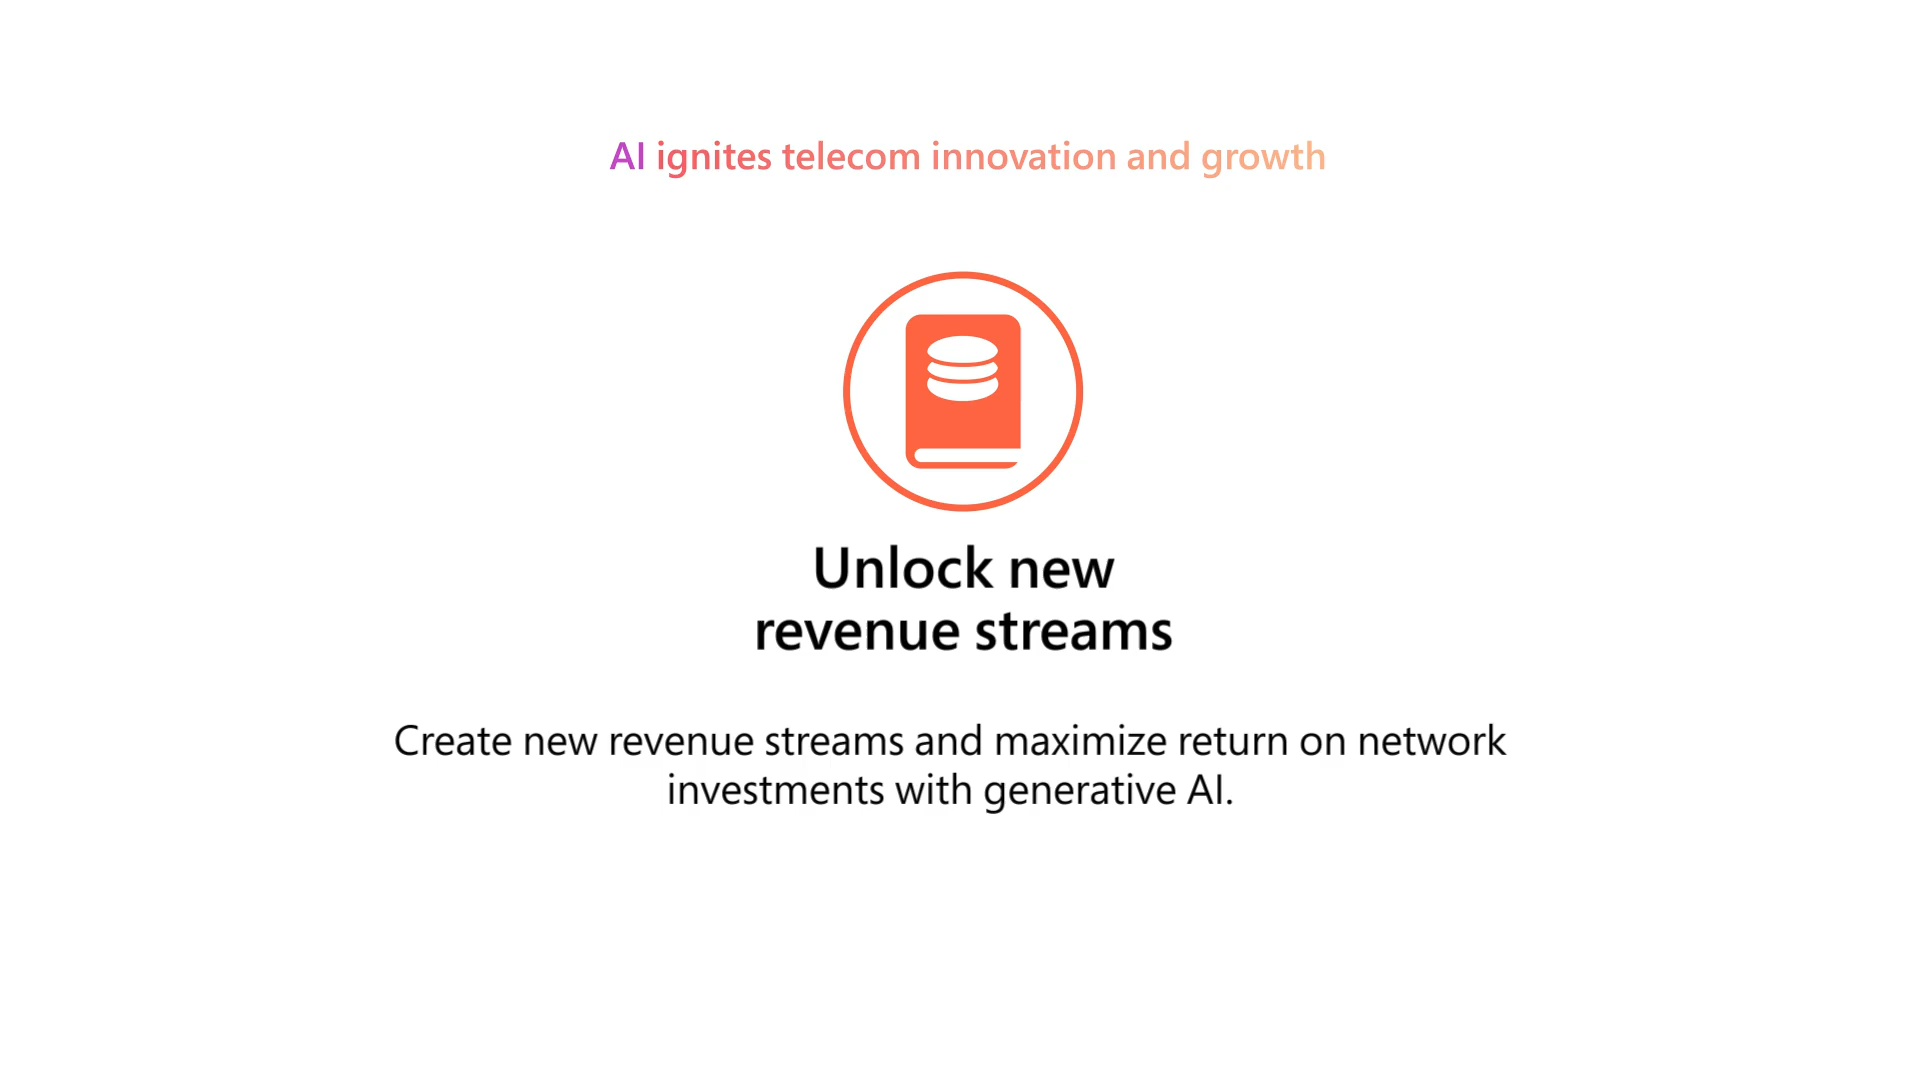 AI ignites telecom innovation and growth
Unlock new
revenue streams
Create new revenue streams and maximize return on network
investments with generative AI.